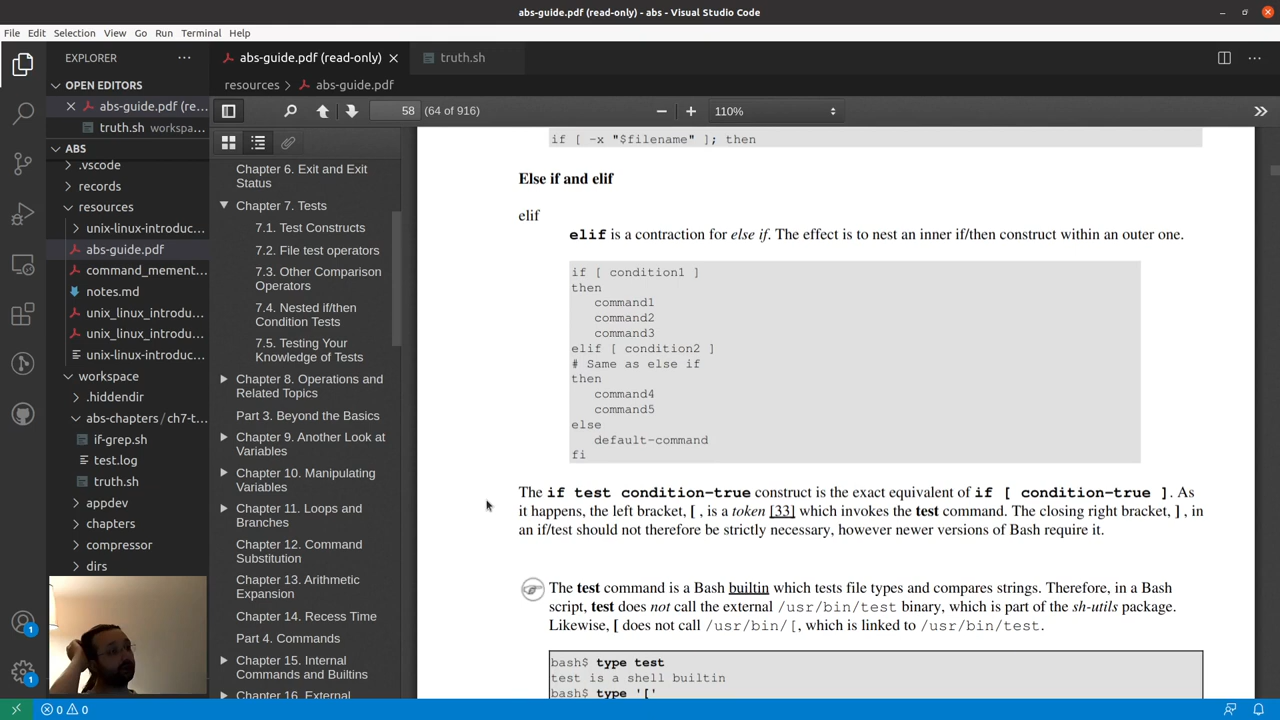 abs-guide.pdf (read-only) - abs - Visual Studio Code
File Edit Selection View Go Run Terminal Help
EXPLORER
OPEN EDITORS
abs-guide.pdf (re...
truth.sh workspa...
ABS
.vscode
records
resources
unix-linux-introduc...
abs-guide.pdf
command_mement...
notes.md
unix_linux_introdu...
unix_linux_introdu...
unix-linux-introduc...
workspace
.hiddendir
abs-chapters / ch7-t...
if-grep.sh
test.log
truth.sh
appdev
chapters
compressor
dirs
1
1
abs-guide.pdf (read-only)
truth.sh
resources > abs-guide.pdf
58 (64 of 916)
110%
Chapter 6. Exit and Exit
Status
Chapter 7. Tests
7.1. Test Constructs
7.2. File test operators
7.3. Other Comparison
Operators
7.4. Nested if/then
Condition Tests
7.5. Testing Your
Knowledge of Tests
Chapter 8. Operations and
Related Topics
Part 3. Beyond the Basics
Chapter 9. Another Look at
Variables
Chapter 10. Manipulating
Variables
Chapter 11. Loops and
Branches
Chapter 12. Command
Substitution
Chapter 13. Arithmetic
Expansion
Chapter 14. Recess Time
Part 4. Commands
Chapter 15. Internal
Commands and Builtins
Chapter 16. External
if [ -x "$filename" ]; then
Else if and elif
elif
elif is a contraction for else if. The effect is to nest an inner if/then construct within an outer one.
if [ condition1 ]
then
command1
command2
command3
elif [ condition2 ]
# Same as else if
then
command4
command5
else
default-command
fi
The if test condition-true construct is the exact equivalent of if [ condition-true ]. As
it happens, the left bracket, [ , is a token [33] which invokes the test command. The closing right bracket, ] , in
an if/test should not therefore be strictly necessary, however newer versions of Bash require it.
The test command is a Bash builtin which tests file types and compares strings. Therefore, in a Bash
script, test does not call the external /usr/bin/test binary, which is part of the sh-utils package.
Likewise, [ does not call /usr/bin/[, which is linked to /usr/bin/test.
bash$ type test
test is a shell builtin
bash$ type '['
0 0